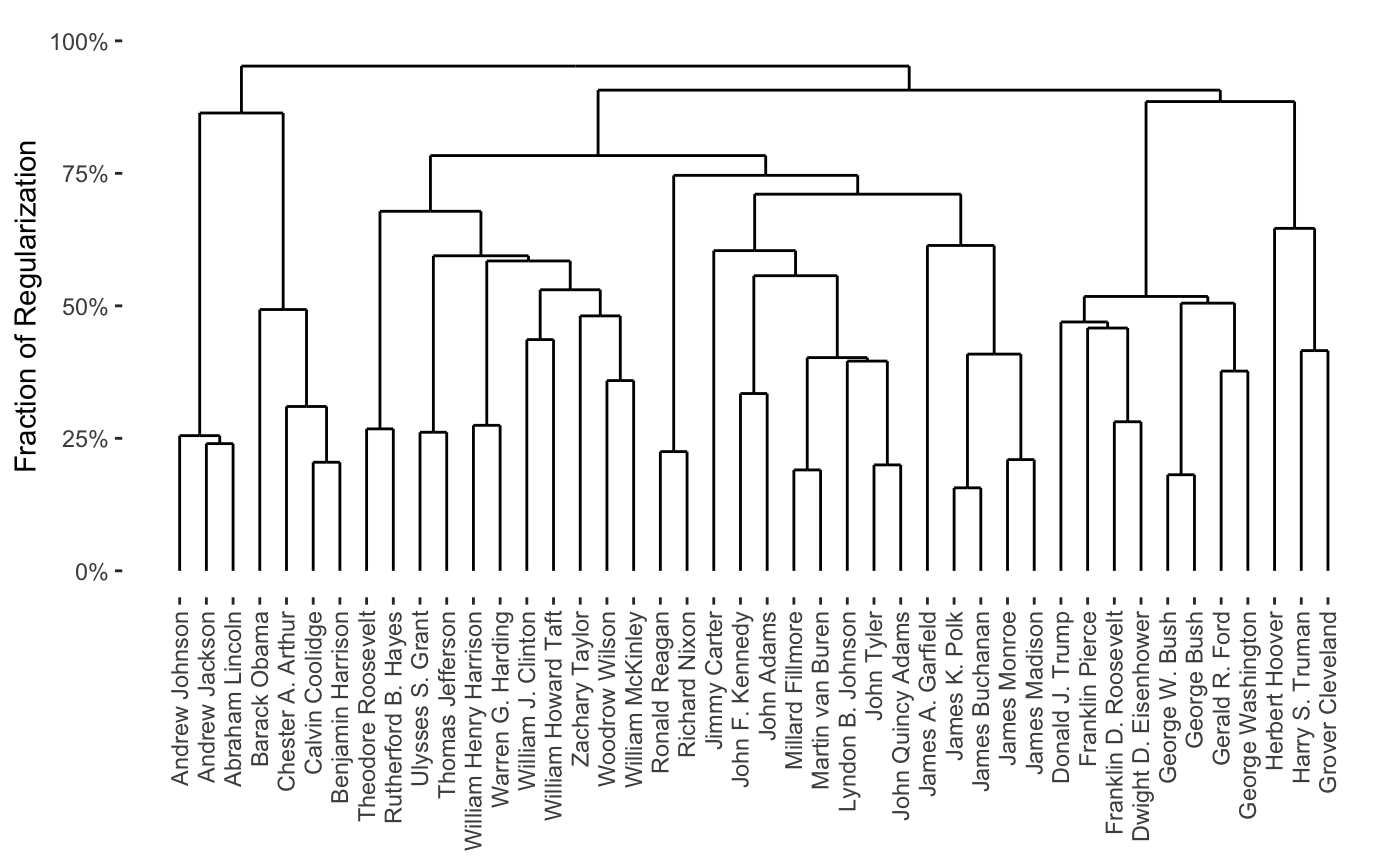 100%
75%
50%
25%
0%
Fraction of Regularization
Andrew Johnson
Andrew Jackson
Abraham Lincoln
Barack Obama
Chester A. Arthur
Calvin Coolidge
Benjamin Harrison
Theodore Roosevelt
Rutherford B. Hayes
Ulysses S. Grant
Thomas Jefferson
William Henry Harrison
Warren G. Harding
William J. Clinton
William Howard Taft
Zachary Taylor
Woodrow Wilson
William McKinley
Ronald Reagan
Richard Nixon
Jimmy Carter
John F. Kennedy
John Adams
Millard Fillmore
Martin van Buren
Lyndon B. Johnson
John Tyler
John Quincy Adams
James A. Garfield
James K. Polk
James Buchanan
James Monroe
James Madison
Donald J. Trump
Franklin Pierce
Franklin D. Roosevelt
Dwight D. Eisenhower
George W. Bush
George Bush
Gerald R. Ford
George Washington
Herbert Hoover
Harry S. Truman
Grover Cleveland